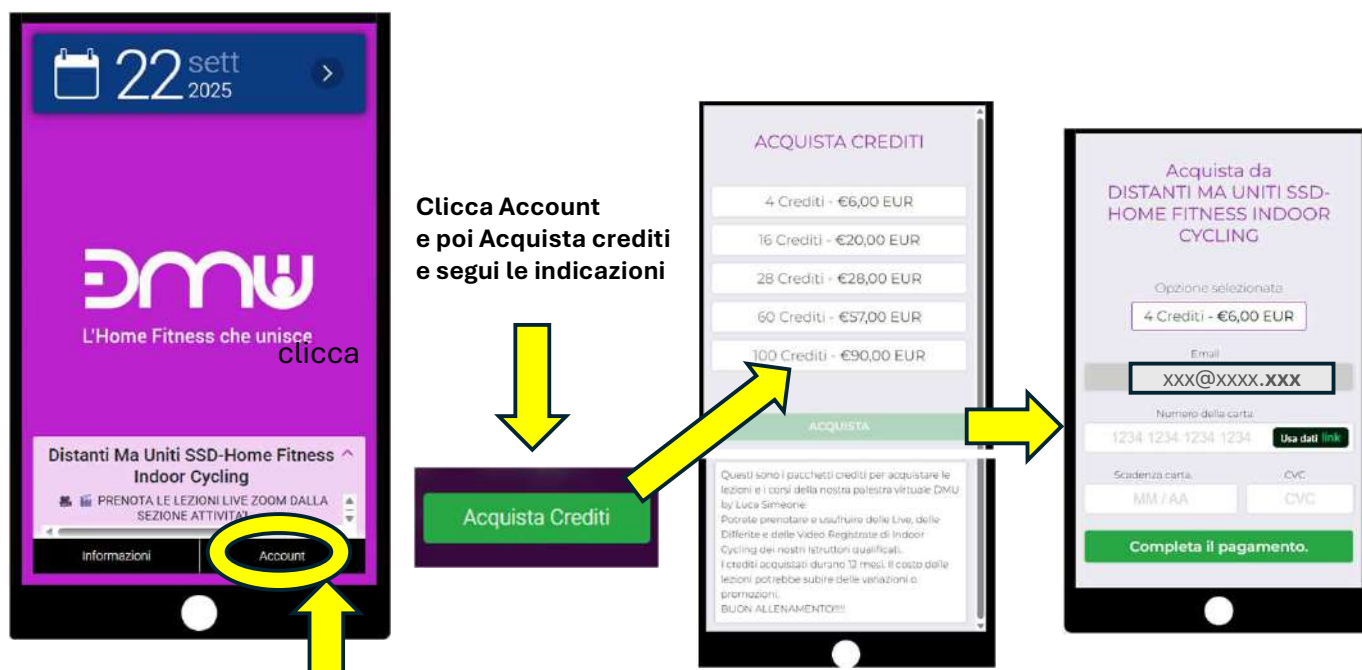 22 sett
2025
DMU
L'Home Fitness che unisce
clicca
Distanti Ma Uniti SSD-Home Fitness
Indoor Cycling
PRENOTA LE LEZIONI LIVE ZOOM DALLA
SEZIONE ATTIVITA'
Informazioni
Account
Clicca Account
e poi Acquista crediti
e segui le indicazioni
Acquista Crediti
ACQUISTA CREDITI
4 Crediti - €6,00 EUR
16 Crediti - €20,00 EUR
28 Crediti - €28,00 EUR
60 Crediti - €57,00 EUR
100 Crediti - €90,00 EUR
ACQUISTA
Questi sono i pacchetti crediti per acquistare le
lezioni e i corsi della nostra palestra virtuale DMU
by Luca Simeone.
Potrete prenotare e usufruire delle Live, delle
Differite e delle Video Registrate di Indoor
Cycling dei nostri Istruttori qualificati.
I crediti acquistati durano 12 mesi. Il costo delle
lezioni potrebbe subire delle variazioni o
promozioni.
BUON ALLENAMENTO!!!!
Acquista da
DISTANTI MA UNITI SSD-
HOME FITNESS INDOOR
CYCLING
Opzione selezionata
4 Crediti - €6,00 EUR
Email
xxx@xxxx.xxx
Numero della carta
1234 1234 1234 1234 Usa dati link
Scadenza carta CVC
MM / AA CVC
Completa il pagamento.